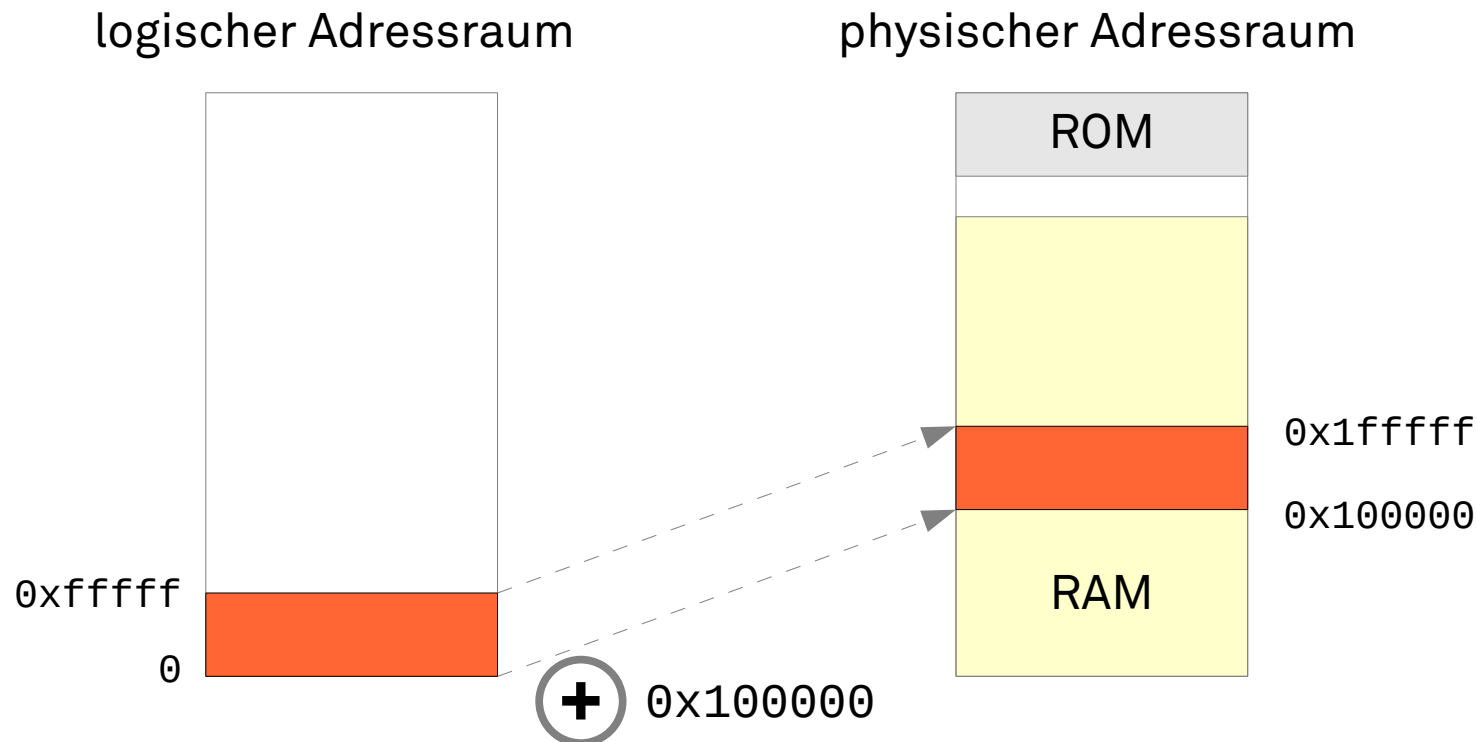 logischer Adressraum
physischer Adressraum
ROM
0x1fffff
0x100000
0xfffff
RAM
0
+ 0x100000